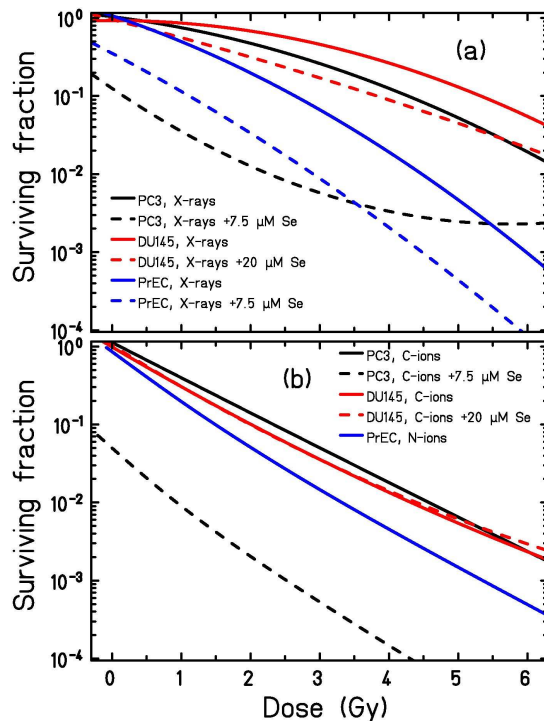 (a)
Surviving fraction
10⁰
10⁻¹
10⁻²
10⁻³
10⁻⁴
PC3, X-rays
PC3, X-rays +7.5 μM Se
DU145, X-rays
DU145, X-rays +20 μM Se
PrEC, X-rays
PrEC, X-rays +7.5 μM Se
(b)
Surviving fraction
10⁰
10⁻¹
10⁻²
10⁻³
10⁻⁴
PC3, C-ions
PC3, C-ions +7.5 μM Se
DU145, C-ions
DU145, C-ions +20 μM Se
PrEC, N-ions
0 1 2 3 4 5 6
Dose (Gy)